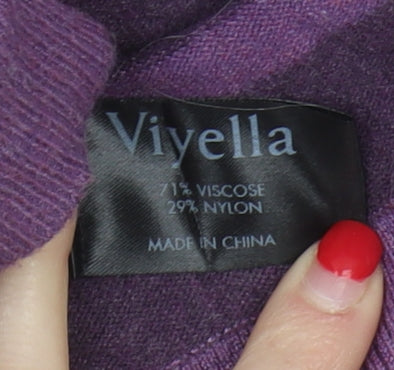 Viyella
71% VISCOSE
29% NYLON
MADE IN CHINA